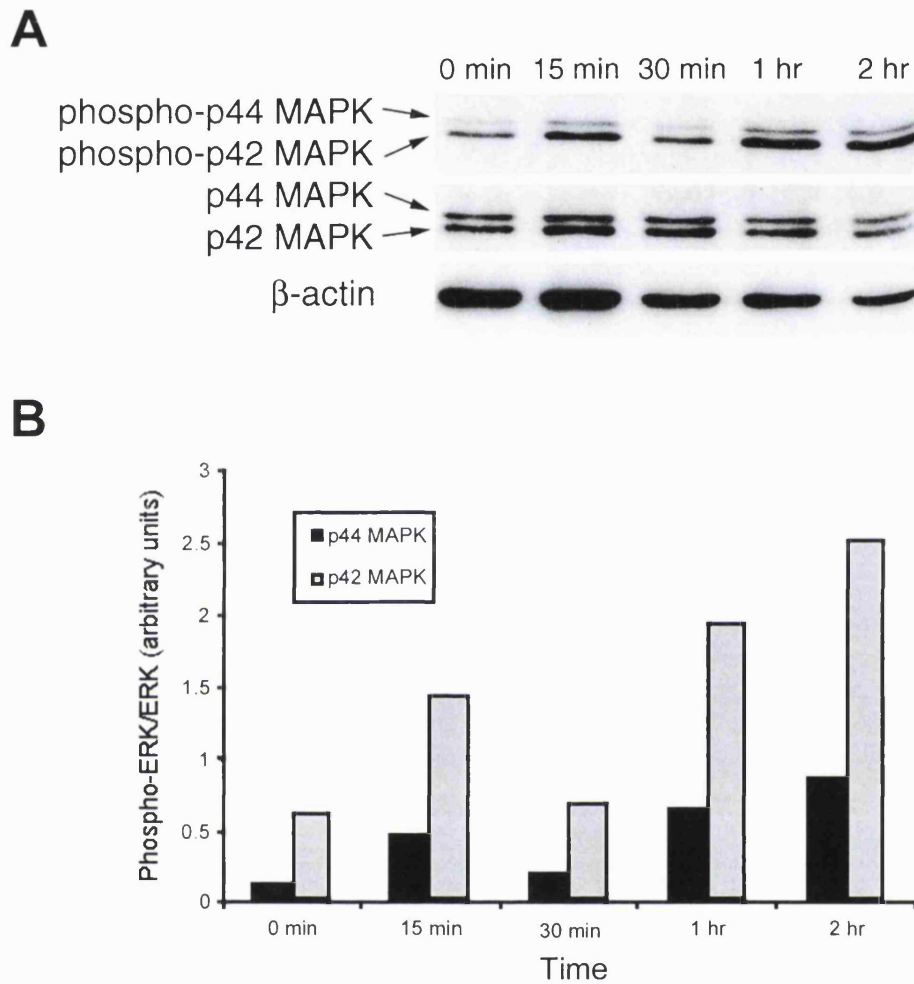 A
0 min 15 min 30 min 1 hr 2 hr
phospho-p44 MAPK
phospho-p42 MAPK
p44 MAPK
p42 MAPK
β-actin
B
Phospho-ERK/ERK (arbitrary units)
3
2.5
2
1.5
1
0.5
0
p44 MAPK
p42 MAPK
0 min 15 min 30 min 1 hr 2 hr
Time